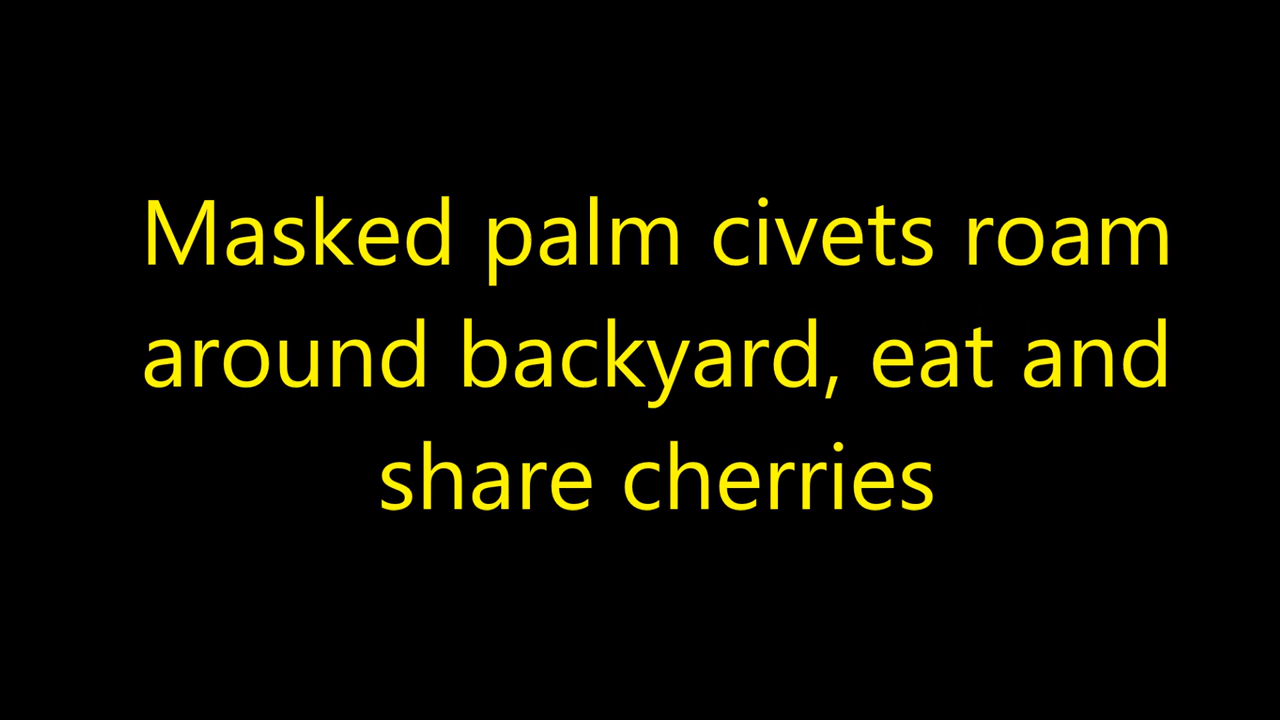 Masked palm civets roam
around backyard, eat and
share cherries